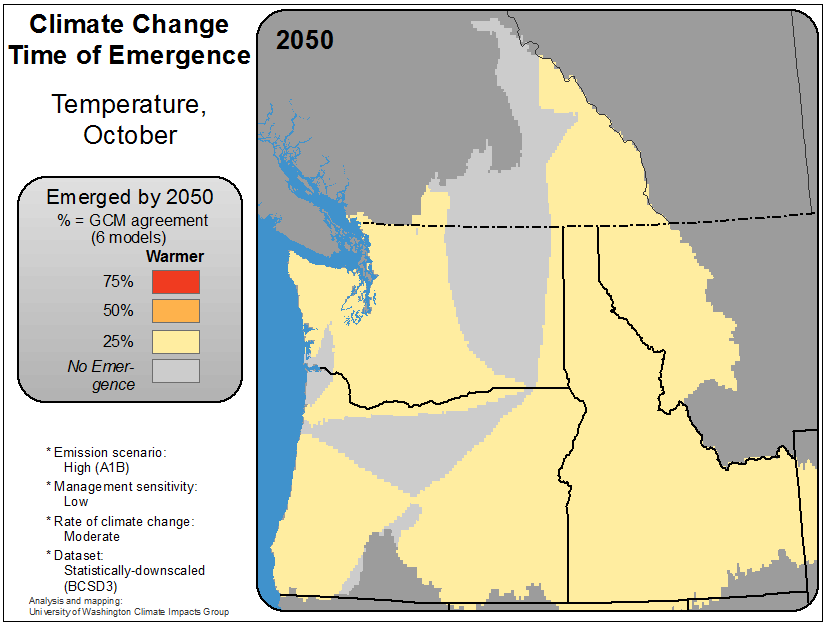 Climate Change
Time of Emergence
Temperature,
October
Emerged by 2050
% = GCM agreement
(6 models)
Warmer
75%
50%
25%
No Emer-
gence
* Emission scenario:
High (A1B)
* Management sensitivity:
Low
* Rate of climate change:
Moderate
* Dataset:
Statistically-downscaled
(BCSD3)
Analysis and mapping:
University of Washington Climate Impacts Group
2050